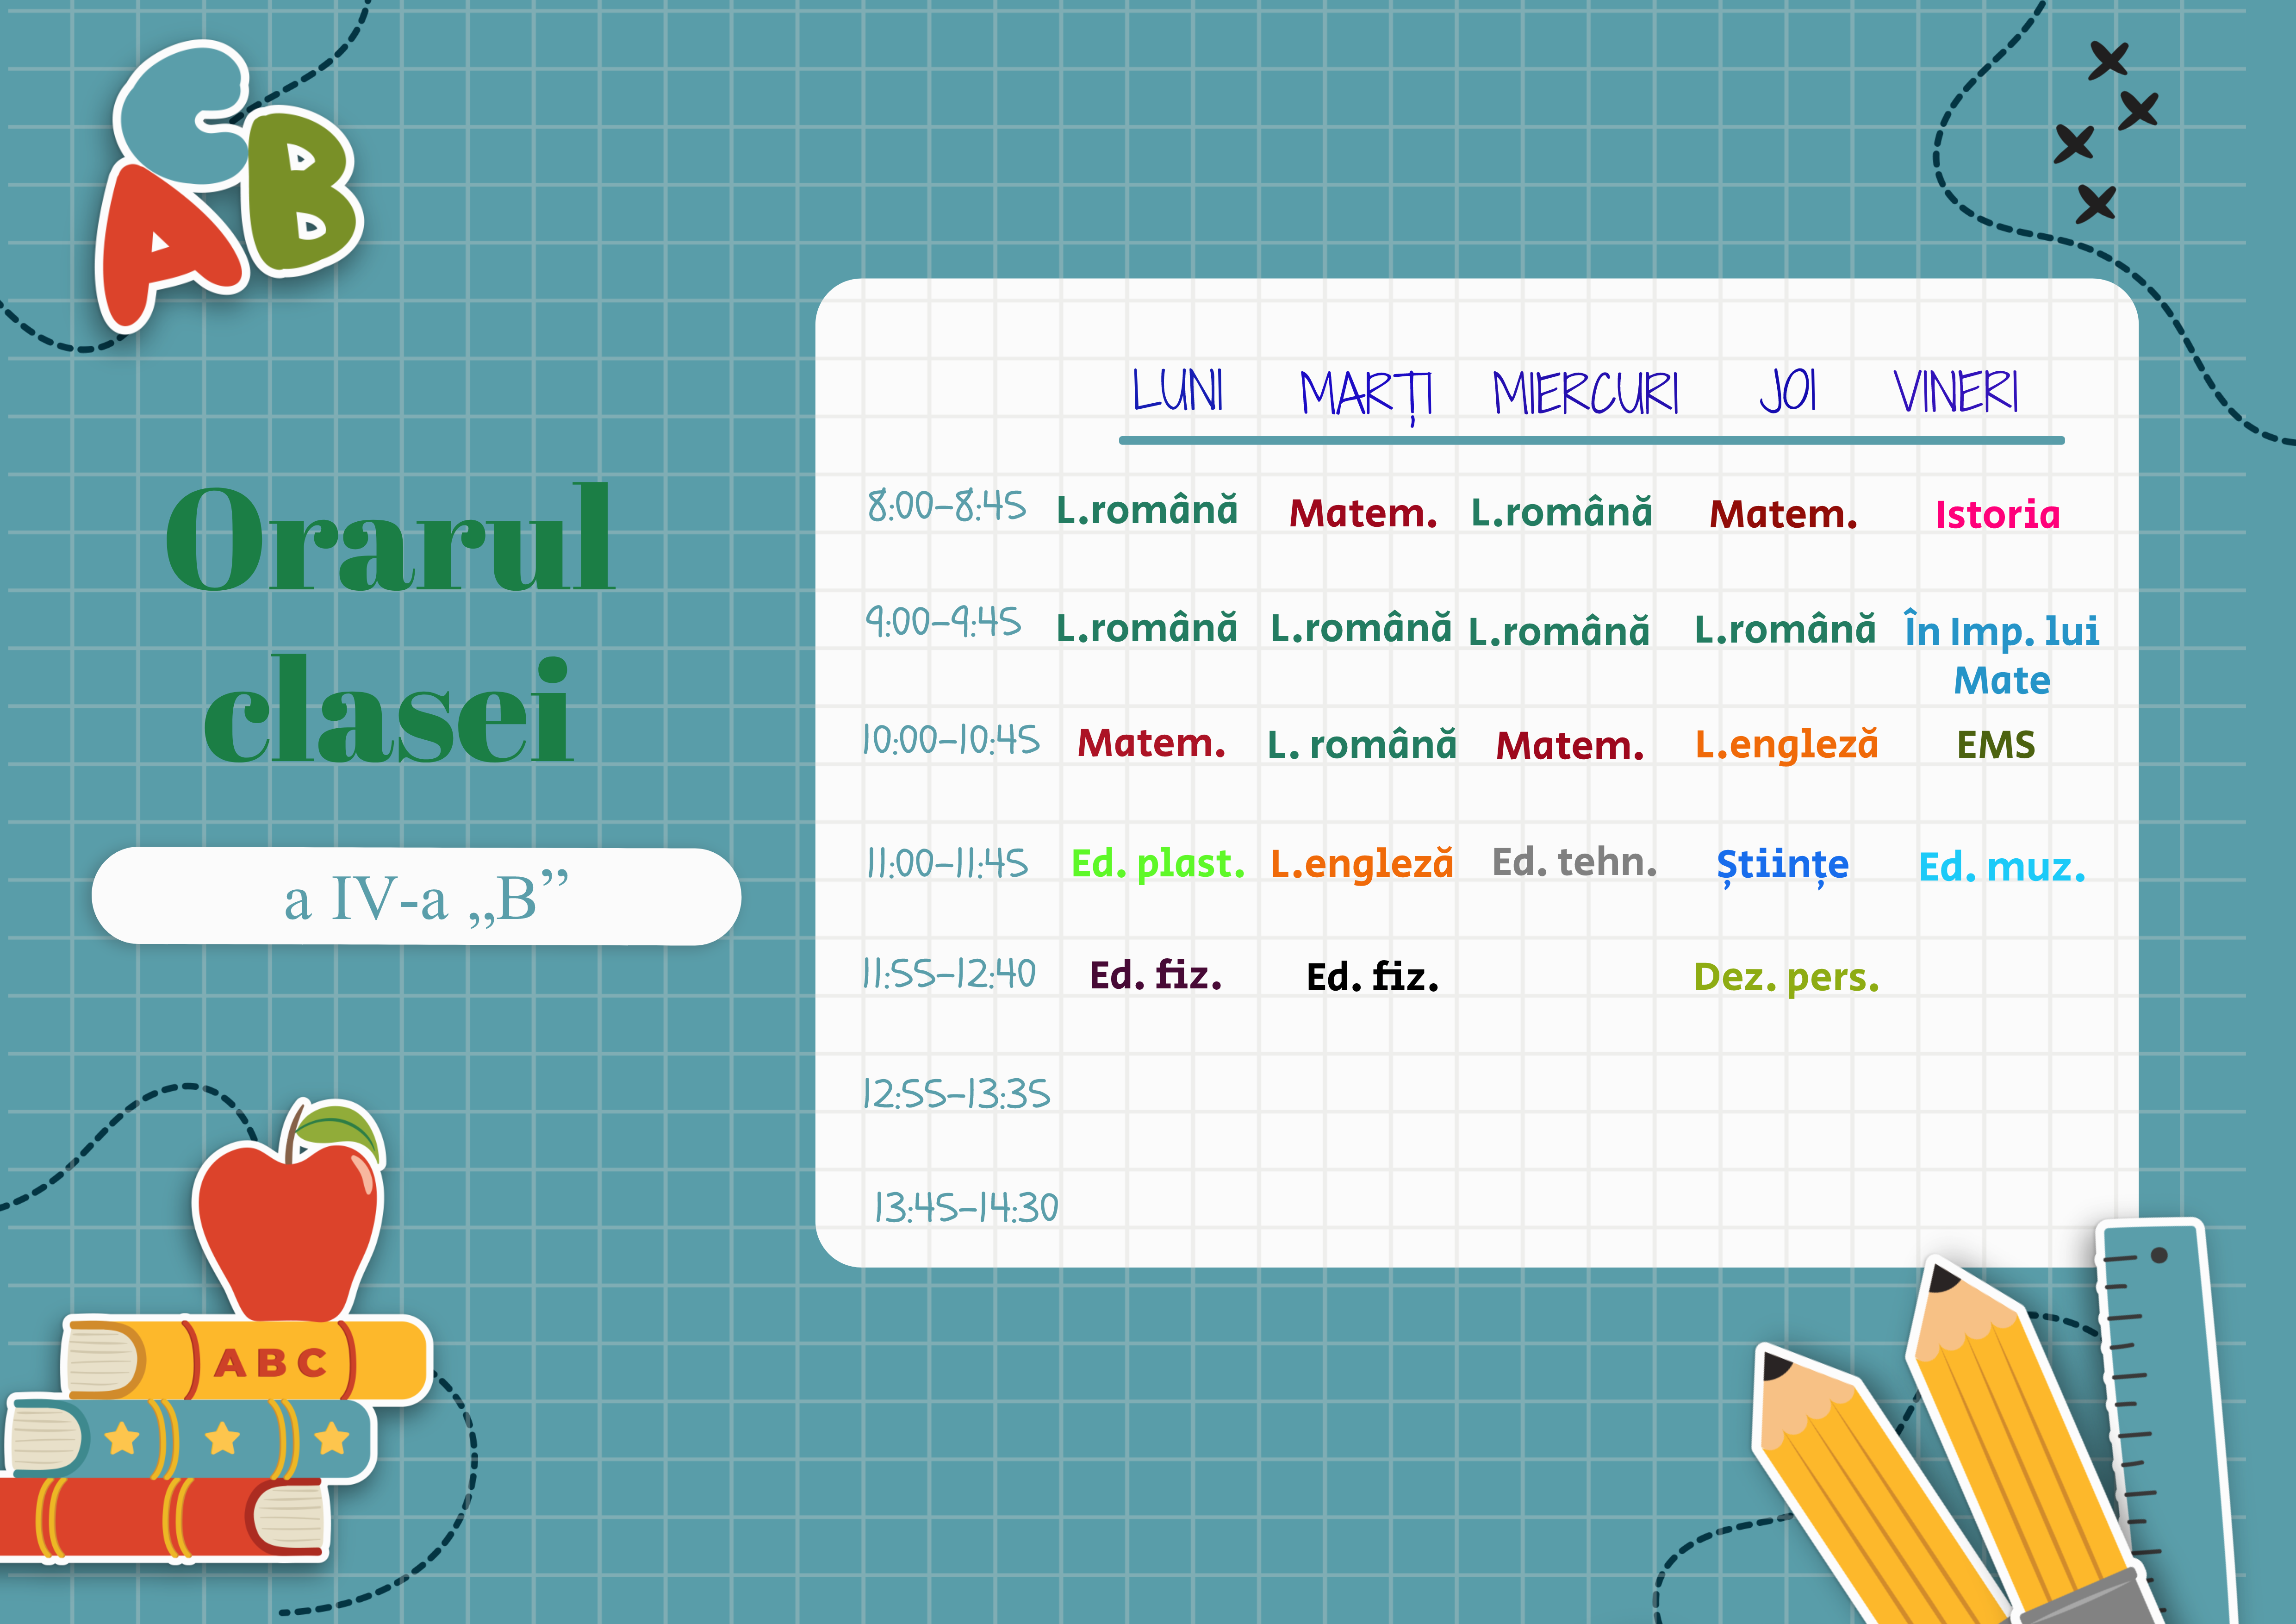 C
A B
Orarul
clasei
a IV-a „B”
LUNI MARȚI MIERCURI JOI VINERI
8:00-8:45 L.română Matem. L.română Matem. Istoria
9:00-9:45 L.română L.română L.română L.română În Imp. lui
Mate
10:00-10:45 Matem. L. română Matem. L.engleză EMS
11:00-11:45 Ed. plast. L.engleză Ed. tehn. Științe Ed. muz.
11:55-12:40 Ed. fiz. Ed. fiz. Dez. pers.
12:55-13:35
13:45-14:30
A B C